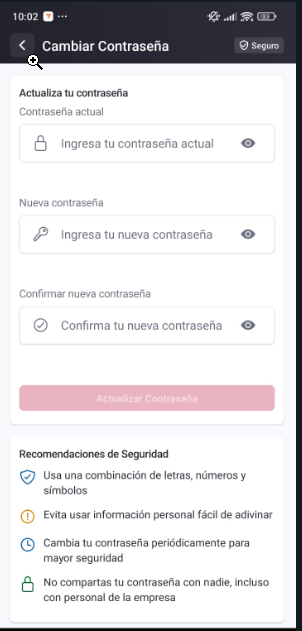 10:02
Cambiar Contraseña
Seguro
Actualiza tu contraseña
Contraseña actual
Ingresa tu contraseña actual
Nueva contraseña
Ingresa tu nueva contraseña
Confirmar nueva contraseña
Confirma tu nueva contraseña
Actualizar Contraseña
Recomendaciones de Seguridad
Usa una combinación de letras, números y
símbolos
Evita usar información personal fácil de adivinar
Cambia tu contraseña periódicamente para
mayor seguridad
No compartas tu contraseña con nadie, incluso
con personal de la empresa